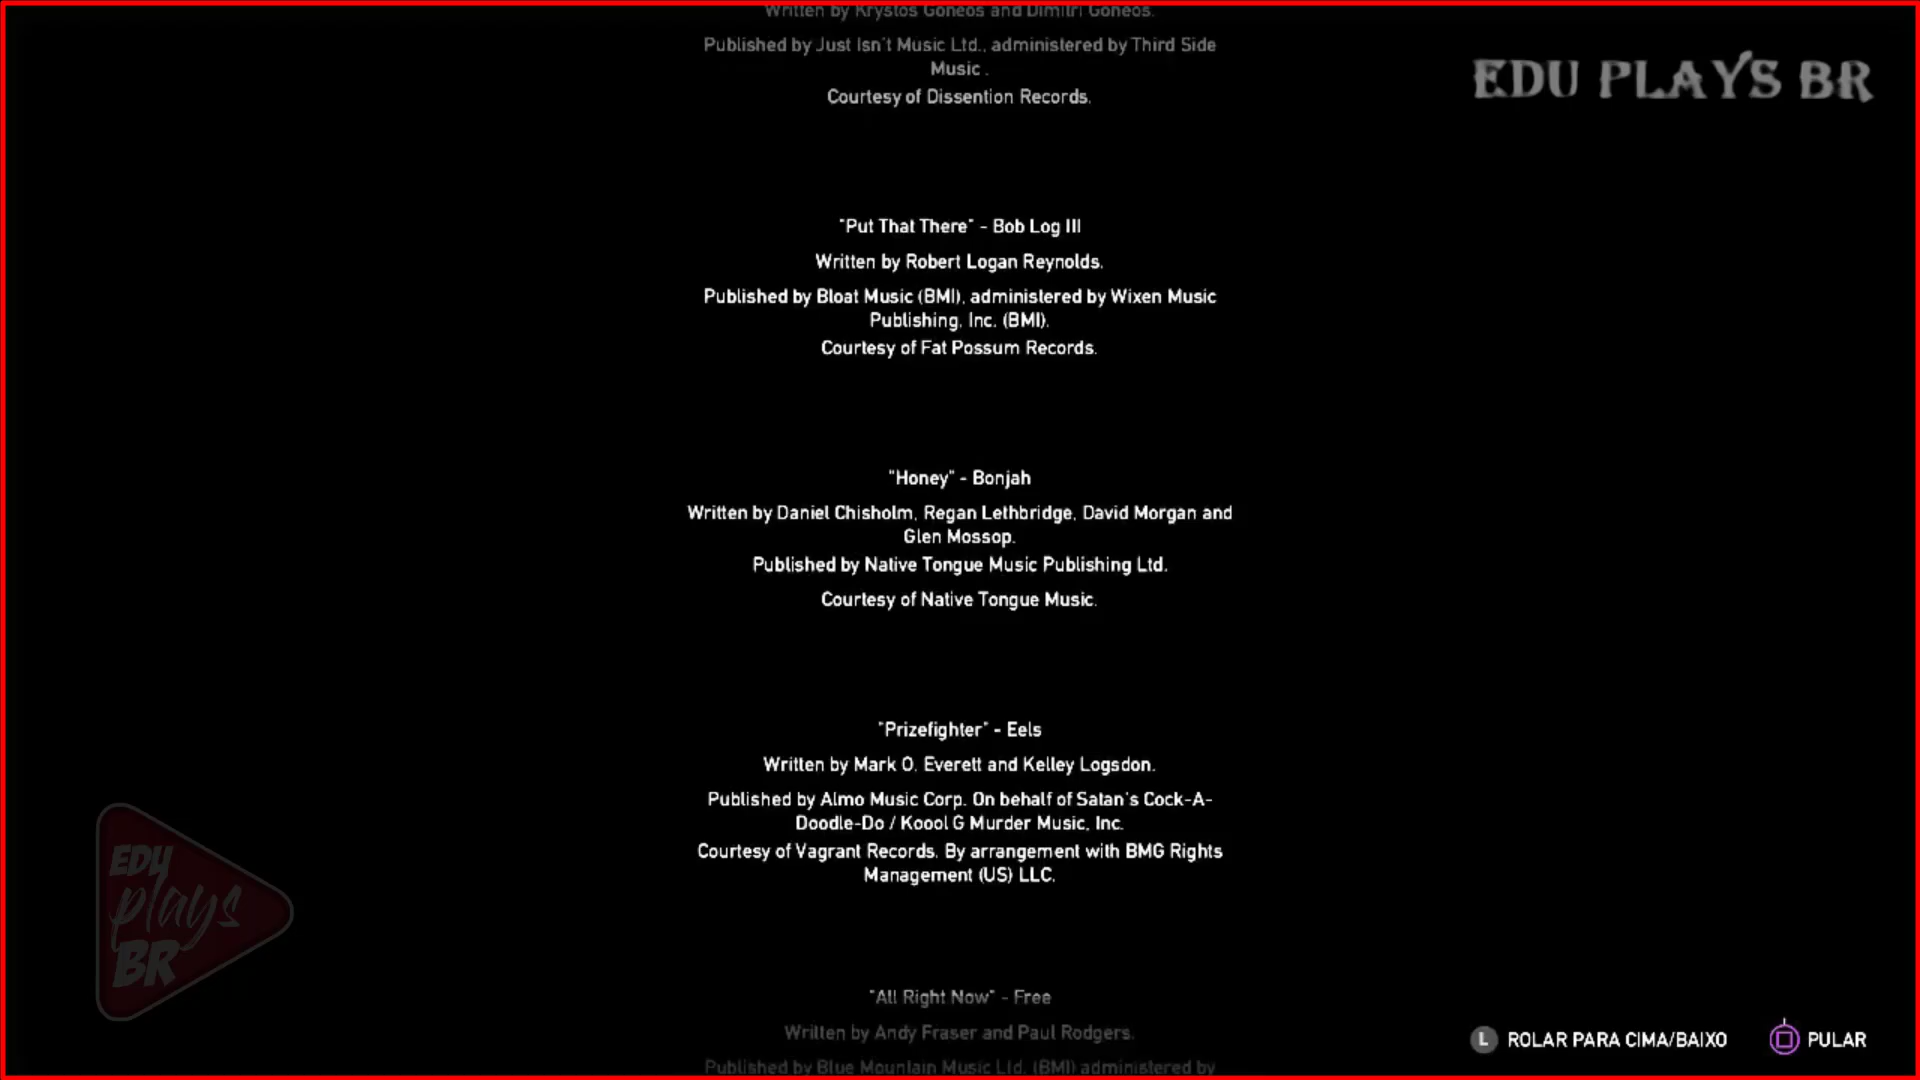 Written by Krystos Goneos and Dimitri Goneos.
Published by Just Isn't Music Ltd., administered by Third Side
Music .
Courtesy of Dissention Records.
EDU PLAYS BR
"Put That There" - Bob Log III
Written by Robert Logan Reynolds.
Published by Bloat Music (BMI), administered by Wixen Music
Publishing, Inc. (BMI).
Courtesy of Fat Possum Records.
"Honey" - Bonjah
Written by Daniel Chisholm, Regan Lethbridge, David Morgan and
Glen Mossop.
Published by Native Tongue Music Publishing Ltd.
Courtesy of Native Tongue Music.
"Prizefighter" - Eels
Written by Mark O. Everett and Kelley Logsdon.
Published by Almo Music Corp. On behalf of Satan's Cock-A-
Doodle-Do / Koool G Murder Music, Inc.
Courtesy of Vagrant Records. By arrangement with BMG Rights
Management (US) LLC.
EDU
plays
BR
"All Right Now" - Free
Written by Andy Fraser and Paul Rodgers.
Published by Blue Mountain Music Ltd. (BMI) administered by
L ROLAR PARA CIMA/BAIXO
PULAR